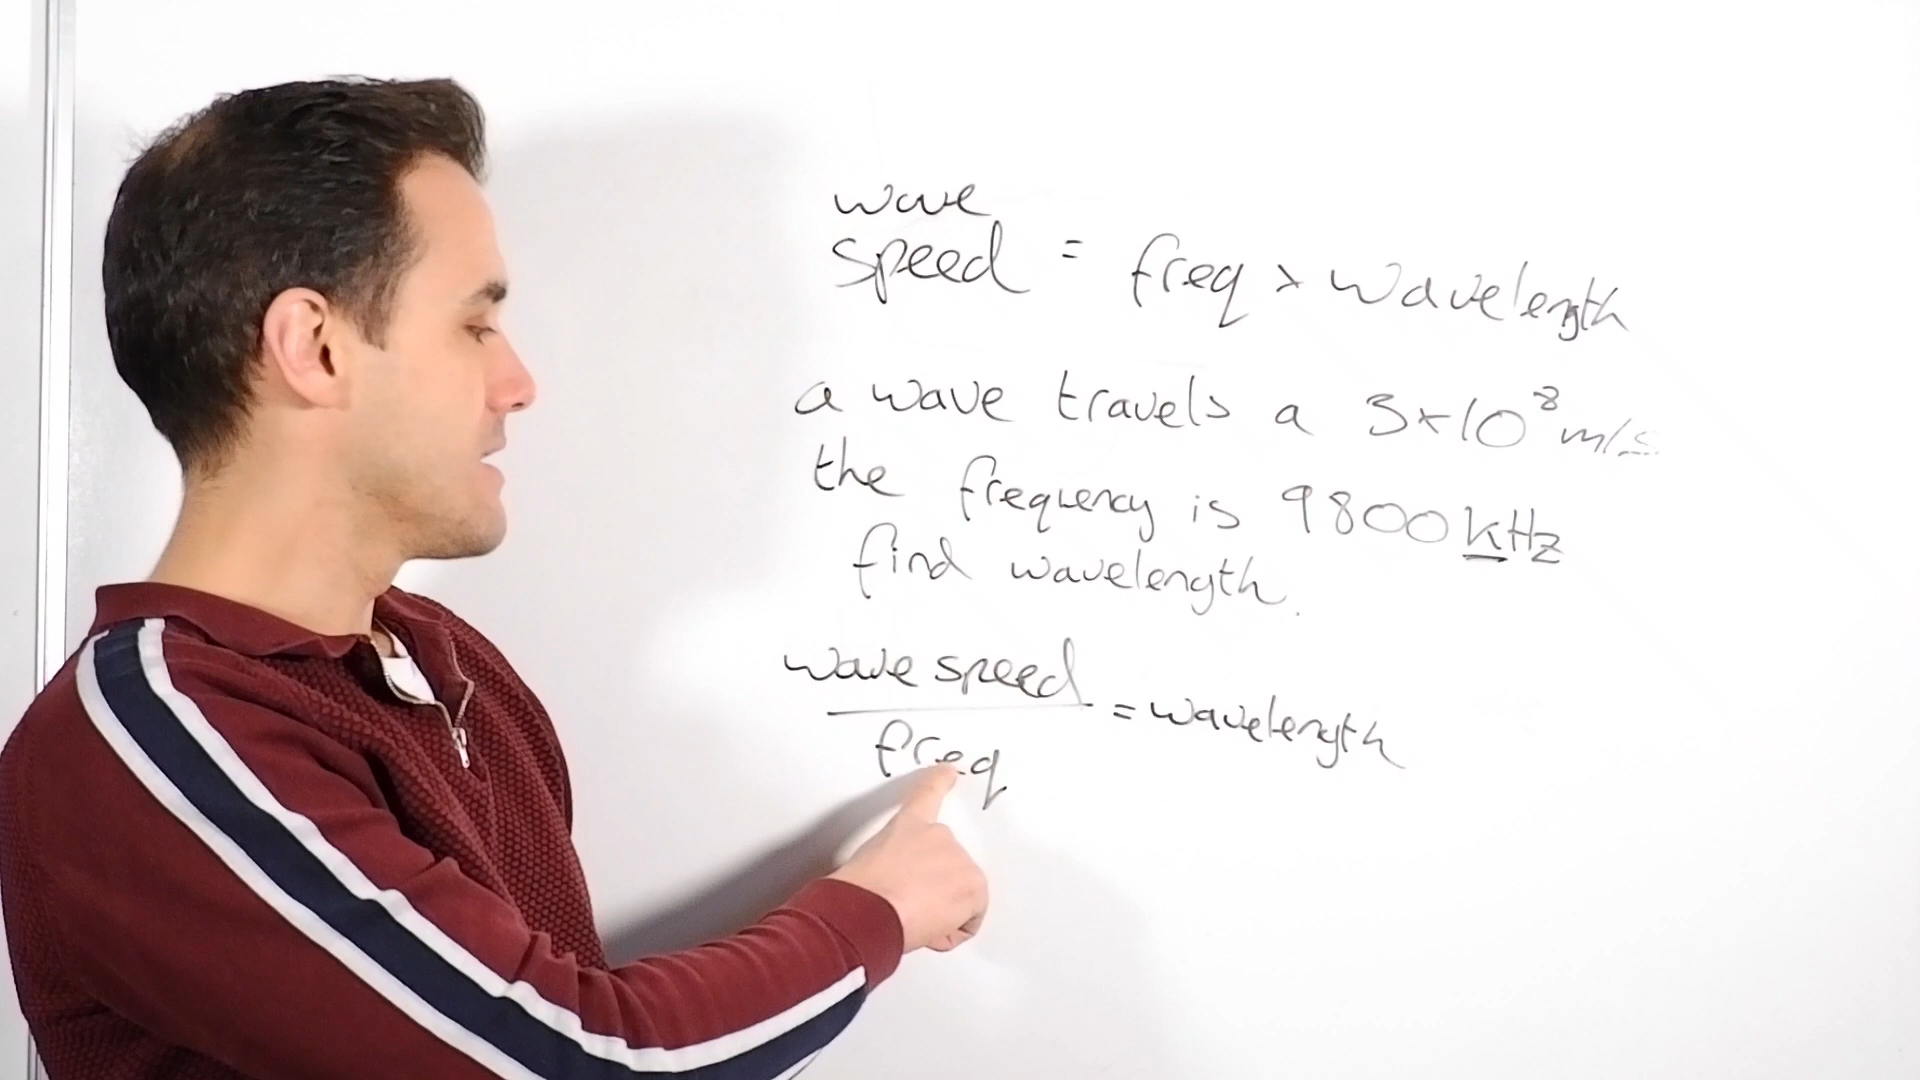 wave
speed = freq × wavelength
a wave travels a 3×10⁸ m/s
the frequency is 9800 kHz
find wavelength.
wave speed
freq
= wavelength